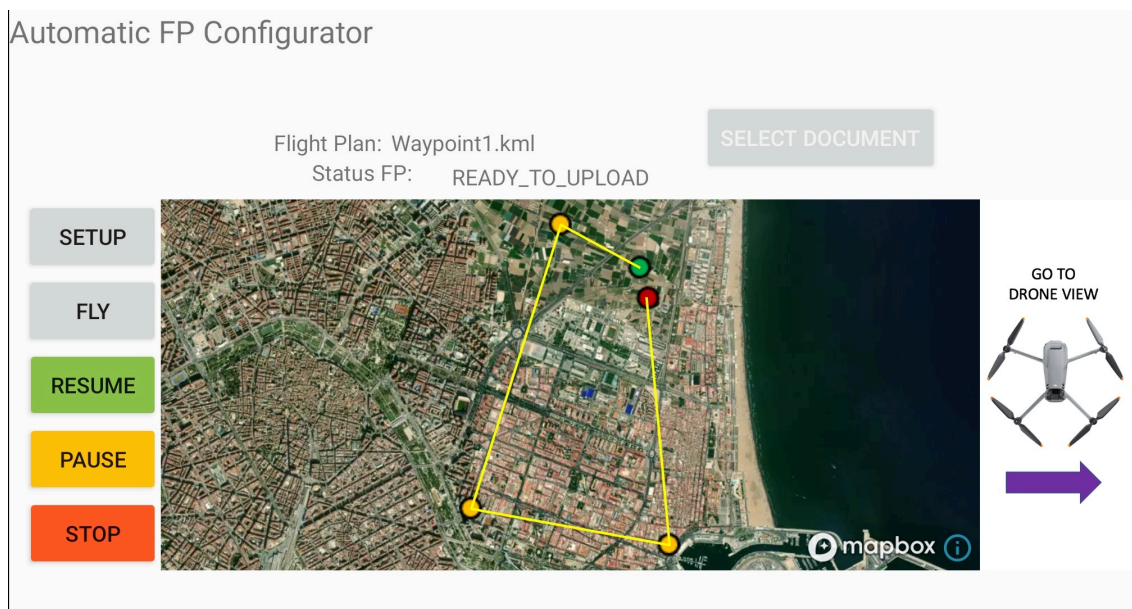 Automatic FP Configurator
Flight Plan: Waypoint1.kml
SELECT DOCUMENT
Status FP: READY_TO_UPLOAD
SETUP
FLY
RESUME
PAUSE
STOP
GO TO
DRONE VIEW
mapbox